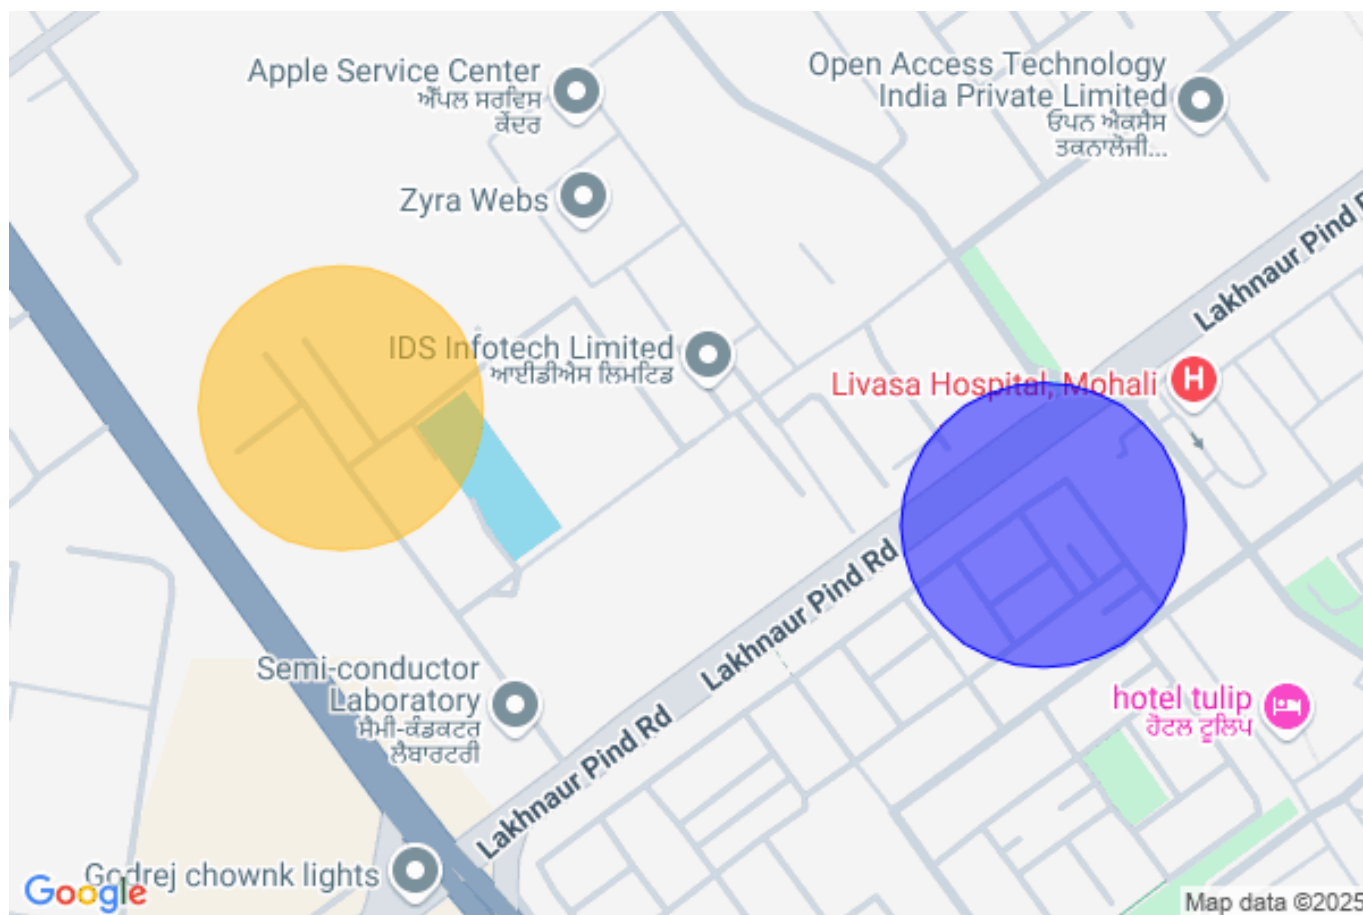 Apple Service Center
ਐੱਪਲ ਸਰਵਿਸ
ਕੇਂਦਰ
Open Access Technology
India Private Limited
ਓਪਨ ਐਕਸੈਸ
ਤਕਨਾਲੋਜੀ...
Zyra Webs
Lakhnaur Pind R
IDS Infotech Limited
ਆਈਡੀਐਸ ਲਿਮਟਿਡ
Livasa Hospital, Mohali
H
Lakhnaur Pind Rd
Semi-conductor
Laboratory
ਸੈਮੀ-ਕੰਡਕਟਰ
ਲੈਬਾਰਟਰੀ
hotel tulip
ਹੋਟਲ ਟੂਲਿਪ
Lakhnaur Pind Rd
Godrej chownk lights
Google
Map data ©2025